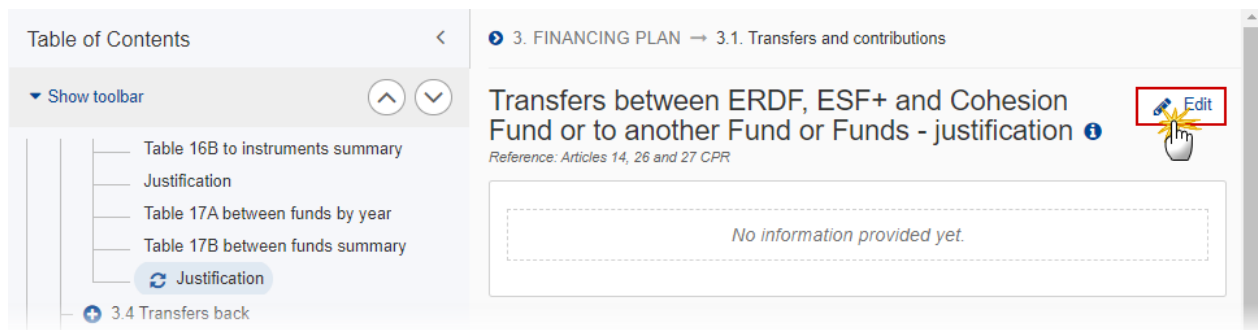 Table of Contents
3. FINANCING PLAN → 3.1. Transfers and contributions
Show toolbar
Transfers between ERDF, ESF+ and Cohesion
Fund or to another Fund or Funds - justification
Edit
Reference: Articles 14, 26 and 27 CPR
Table 16B to instruments summary
Justification
Table 17A between funds by year
Table 17B between funds summary
Justification
3.4 Transfers back
No information provided yet.